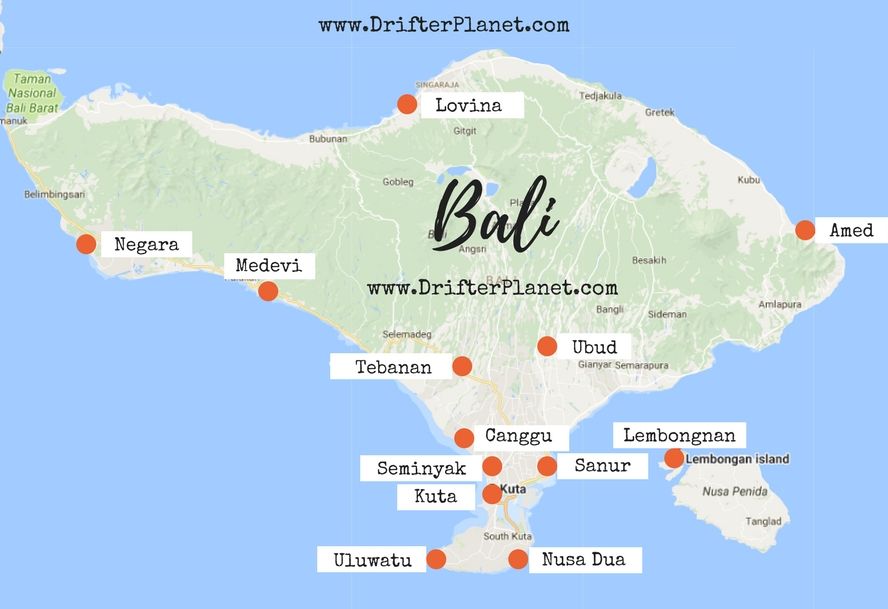 www.DrifterPlanet.com
Taman
Nasional
Bali Barat
manuk
SINGARAJA
Lovina
Tedjakula
Gretek
Gitgit
Bubunan
Gobleg
Kubu
Belimbingsari
Bali
Angsri
Amed
Negara
Medevi
Besakih
BALI
www.DrifterPlanet.com
Bangli
Amlapura
Sideman
Selemadeg
Ubud
Tebanan
Gianyar
Semarapura
Canggu
Lembongnan
Lembongan island
Seminyak
Sanur
Kuta
Kuta
Nusa Penida
Tanglad
South Kuta
Uluwatu
Nusa Dua